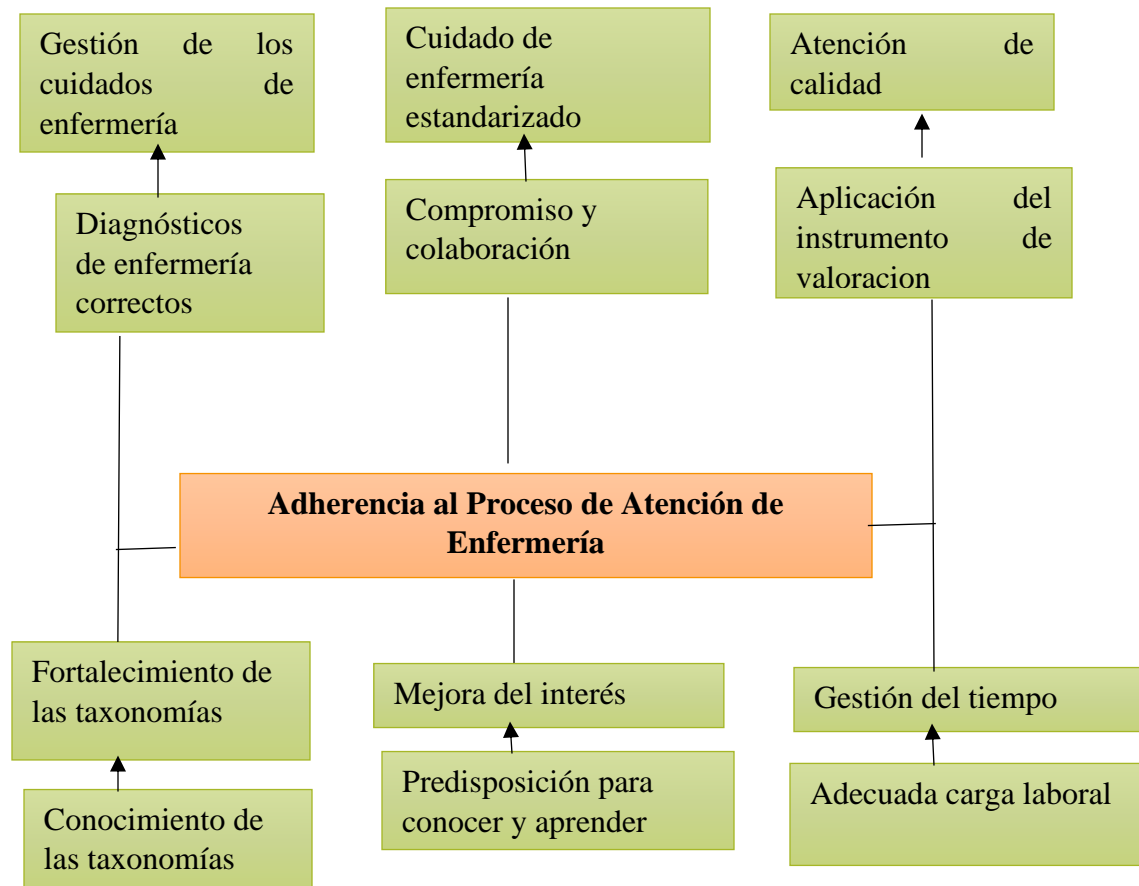 Gestión de los
cuidados de
enfermería
Cuidado de
enfermería
estandarizado
Atención de
calidad
Diagnósticos
de enfermería
correctos
Compromiso y
colaboración
Aplicación del
instrumento de
valoracion
Adherencia al Proceso de Atención de
Enfermería
Fortalecimiento de
las taxonomías
Mejora del interés
Gestión del tiempo
Conocimiento de
las taxonomías
Predisposición para
conocer y aprender
Adecuada carga laboral